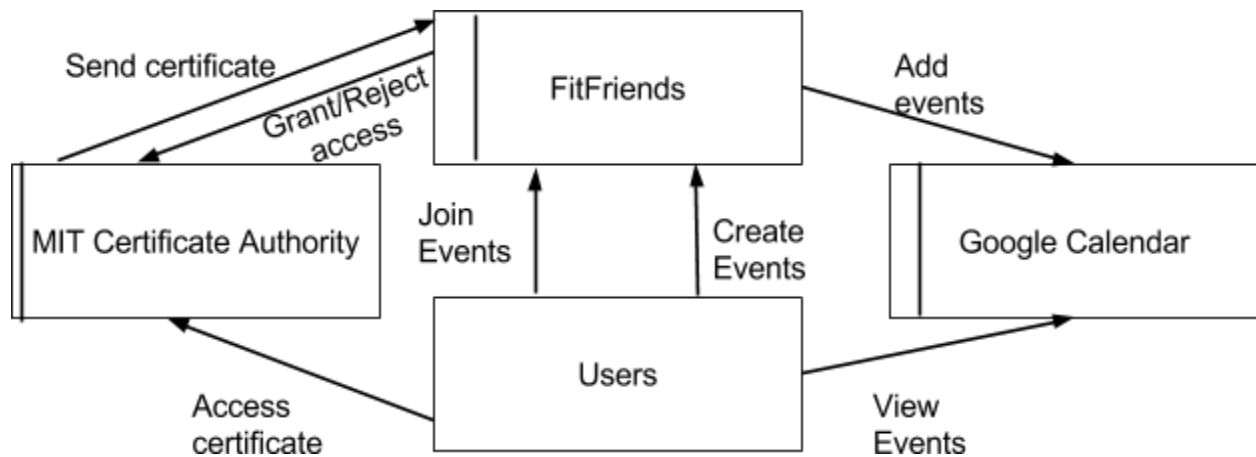 Send certificate
Grant/Reject
access
FitFriends
Add
events
MIT Certificate Authority
Join
Events
Create
Events
Google Calendar
Users
Access
certificate
View
Events